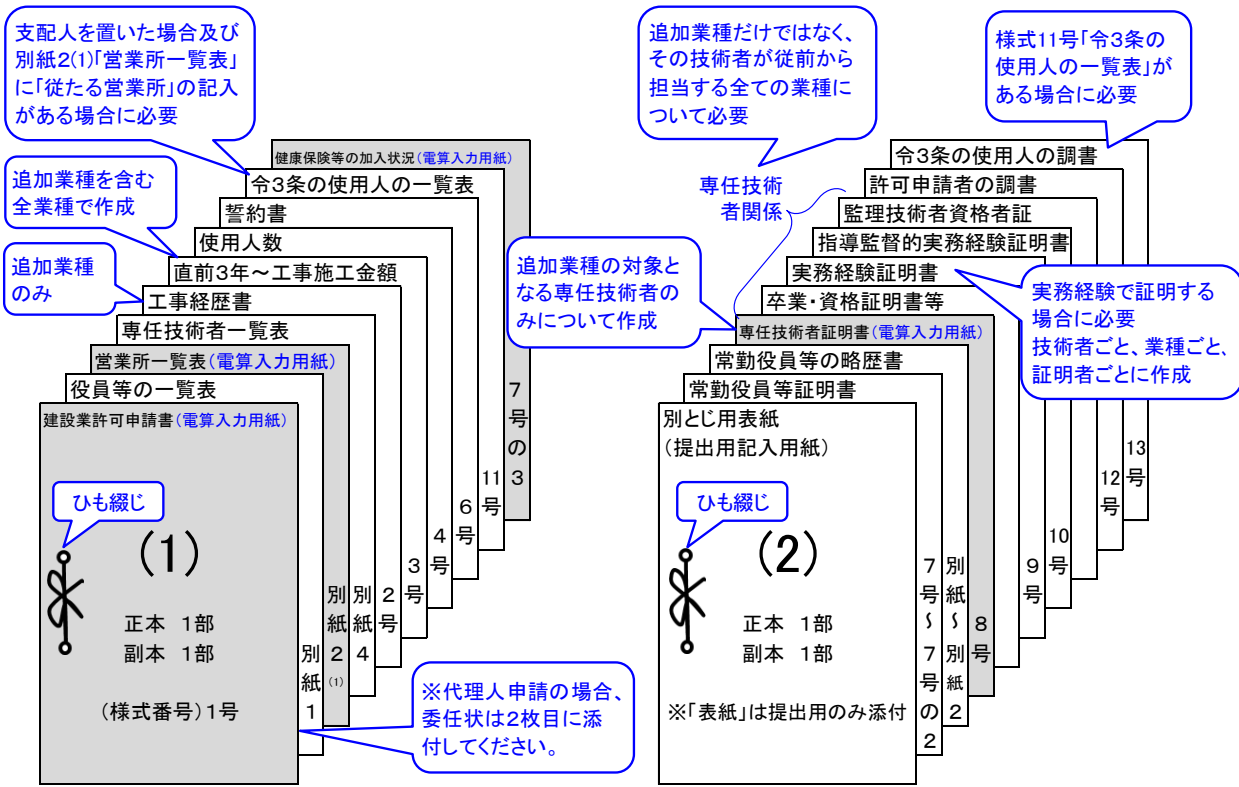 支配人を置いた場合及び
別紙2(1)「営業所一覧表」
に「従たる営業所」の記入
がある場合に必要
追加業種を含む
全業種で作成
追加業種
のみ
健康保険等の加入状況(電算入力用紙)
令3条の使用人の一覧表
誓約書
使用人数
直前3年～工事施工金額
工事経歴書
専任技術者一覧表
営業所一覧表(電算入力用紙)
役員等の一覧表
建設業許可申請書(電算入力用紙)
ひも綴じ
(1)
正本 1部
副本 1部
(様式番号)1号
別紙1
別紙2(1)
別紙4
2号
3号
4号
6号
11号
7号の3
※代理人申請の場合、
委任状は2枚目に添
付してください。
追加業種だけではなく、
その技術者が従前から
担当する全ての業種に
ついて必要
様式11号「令3条の
使用人の一覧表」が
ある場合に必要
専任技術
者関係
追加業種の対象と
なる専任技術者の
みについて作成
実務経験で証明する
場合に必要
技術者ごと、業種ごと、
証明者ごとに作成
令3条の使用人の調書
許可申請者の調書
監理技術者資格者証
指導監督的実務経験証明書
実務経験証明書
卒業・資格証明書等
専任技術者証明書(電算入力用紙)
常勤役員等の略歴書
常勤役員等証明書
別とじ用表紙
(提出用記入用紙)
ひも綴じ
(2)
正本 1部
副本 1部
※「表紙」は提出用のみ添付
7号～7号の2
別紙～別紙2
8号
9号
10号
12号
13号